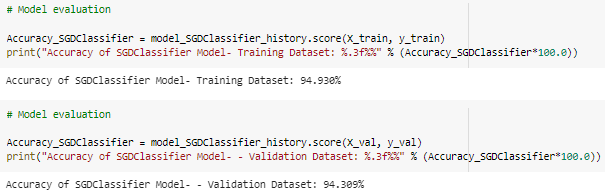 # Model evaluation
Accuracy_SGDClassifier = model_SGDClassifier_history.score(X_train, y_train)
print("Accuracy of SGDClassifier Model- Training Dataset: %.3f%%" % (Accuracy_SGDClassifier*100.0))
Accuracy of SGDClassifier Model- Training Dataset: 94.930%
# Model evaluation
Accuracy_SGDClassifier = model_SGDClassifier_history.score(X_val, y_val)
print("Accuracy of SGDClassifier Model- - Validation Dataset: %.3f%%" % (Accuracy_SGDClassifier*100.0))
Accuracy of SGDClassifier Model- - Validation Dataset: 94.309%